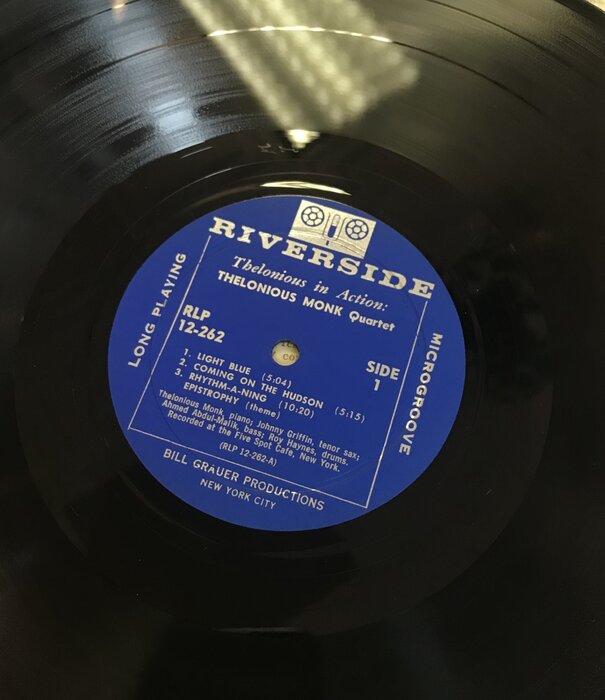 RIVERSIDE
Thelonious in Action:
THELONIOUS MONK Quartet
LONG PLAYING
MICROGROOVE
RLP
12-262
SIDE
1
1. LIGHT BLUE (5:04)
2. COMING ON THE HUDSON (5:15)
3. RHYTHM-A-NING (10:20)
EPISTROPHY (theme)
Thelonious Monk, piano; Johnny Griffin, tenor sax;
Ahmed Abdul-Malik, bass; Roy Haynes, drums.
Recorded at the Five Spot Cafe, New York.
(RLP 12-262-A)
BILL GRAUER PRODUCTIONS
NEW YORK CITY